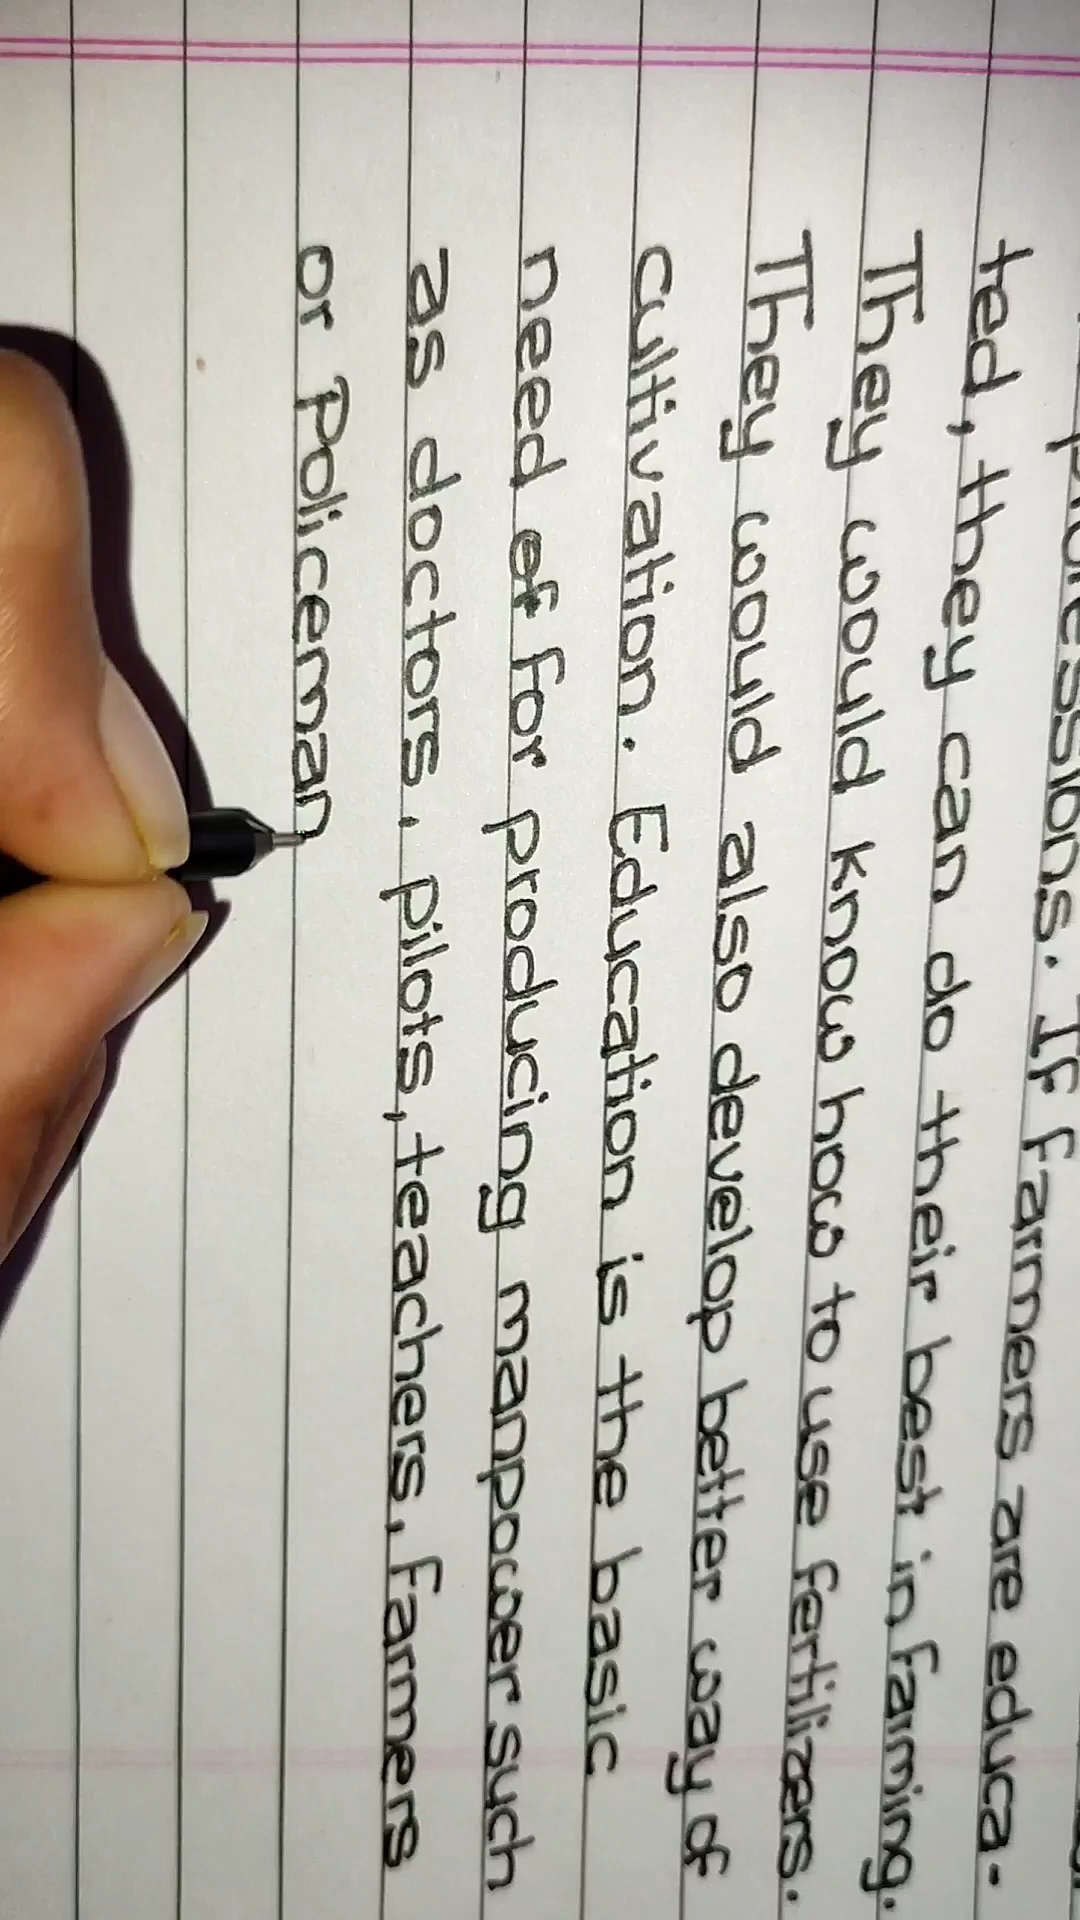 professions. If farmers are educa-
ted, they can do their best in farming.
They would know how to use fertilizers.
They would also develop better way of
cultivation. Education is the basic
need of for producing manpower such
as doctors, pilots, teachers, farmers
or Policeman